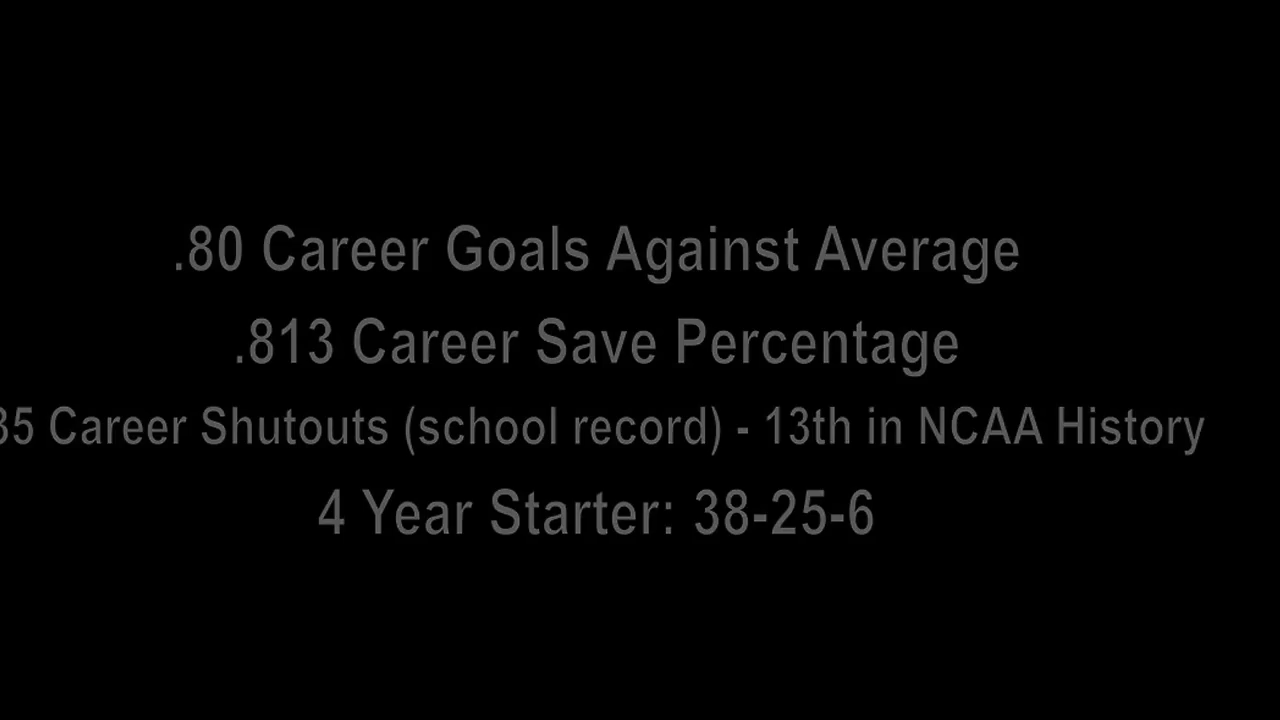 .80 Career Goals Against Average
.813 Career Save Percentage
35 Career Shutouts (school record) - 13th in NCAA History
4 Year Starter: 38-25-6